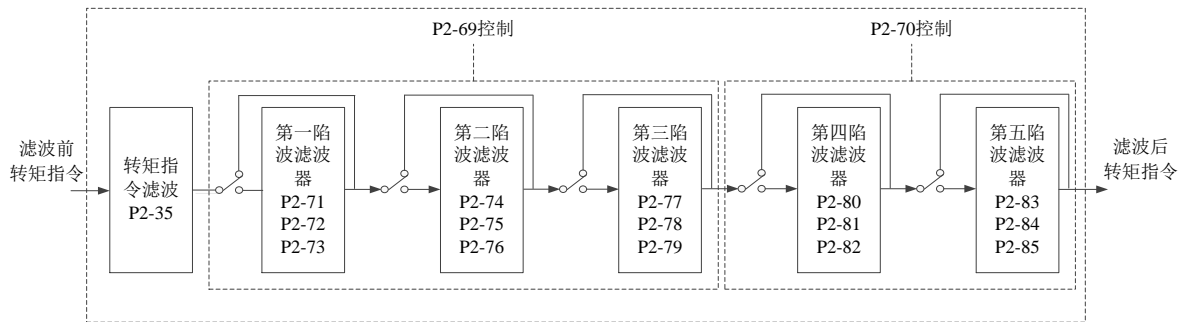 P2-69控制
P2-70控制
滤波前
转矩指令
转矩指
令滤波
P2-35
第一陷
波滤波
器
P2-71
P2-72
P2-73
第二陷
波滤波
器
P2-74
P2-75
P2-76
第三陷
波滤波
器
P2-77
P2-78
P2-79
第四陷
波滤波
器
P2-80
P2-81
P2-82
第五陷
波滤波
器
P2-83
P2-84
P2-85
滤波后
转矩指令